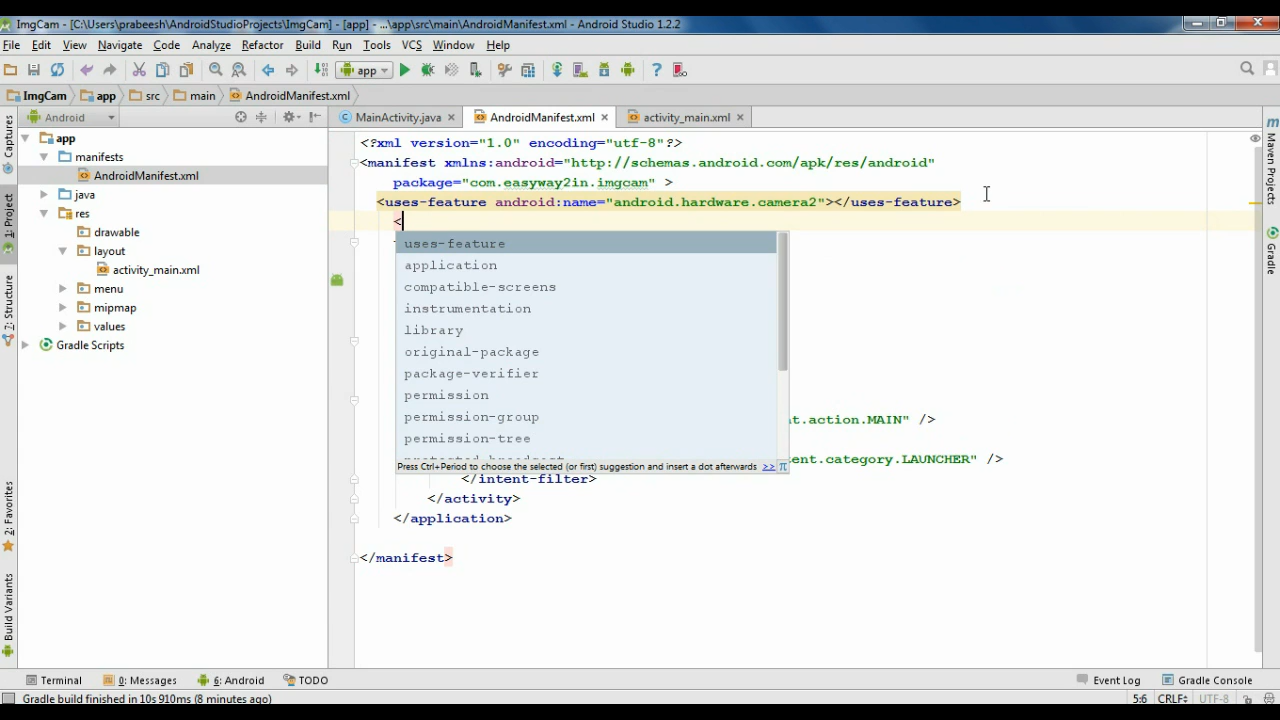 ImgCam - [C:\Users\prabeesh\AndroidStudioProjects\ImgCam] - [app] - ...\app\src\main\AndroidManifest.xml - Android Studio 1.2.2
File Edit View Navigate Code Analyze Refactor Build Run Tools VCS Window Help
app
ImgCam app src main AndroidManifest.xml
Android
MainActivity.java AndroidManifest.xml activity_main.xml
app
manifests
AndroidManifest.xml
java
res
drawable
layout
activity_main.xml
menu
mipmap
values
Gradle Scripts
Captures
1: Project
7: Structure
2: Favorites
Build Variants
<?xml version="1.0" encoding="utf-8"?>
<manifest xmlns:android="http://schemas.android.com/apk/res/android"
package="com.easyway2in.imgcam" >
<uses-feature android:name="android.hardware.camera2"></uses-feature>
<
uses-feature
application
compatible-screens
instrumentation
library
original-package
package-verifier
permission
permission-group
permission-tree
protected-broadcast
Press Ctrl+Period to choose the selected (or first) suggestion and insert a dot afterwards >> π
t.action.MAIN" />
ent.category.LAUNCHER" />
</intent-filter>
</activity>
</application>
</manifest>
Maven Projects
Gradle
Terminal 0: Messages 6: Android TODO Event Log Gradle Console
Gradle build finished in 10s 910ms (8 minutes ago) 5:6 CRLF UTF-8